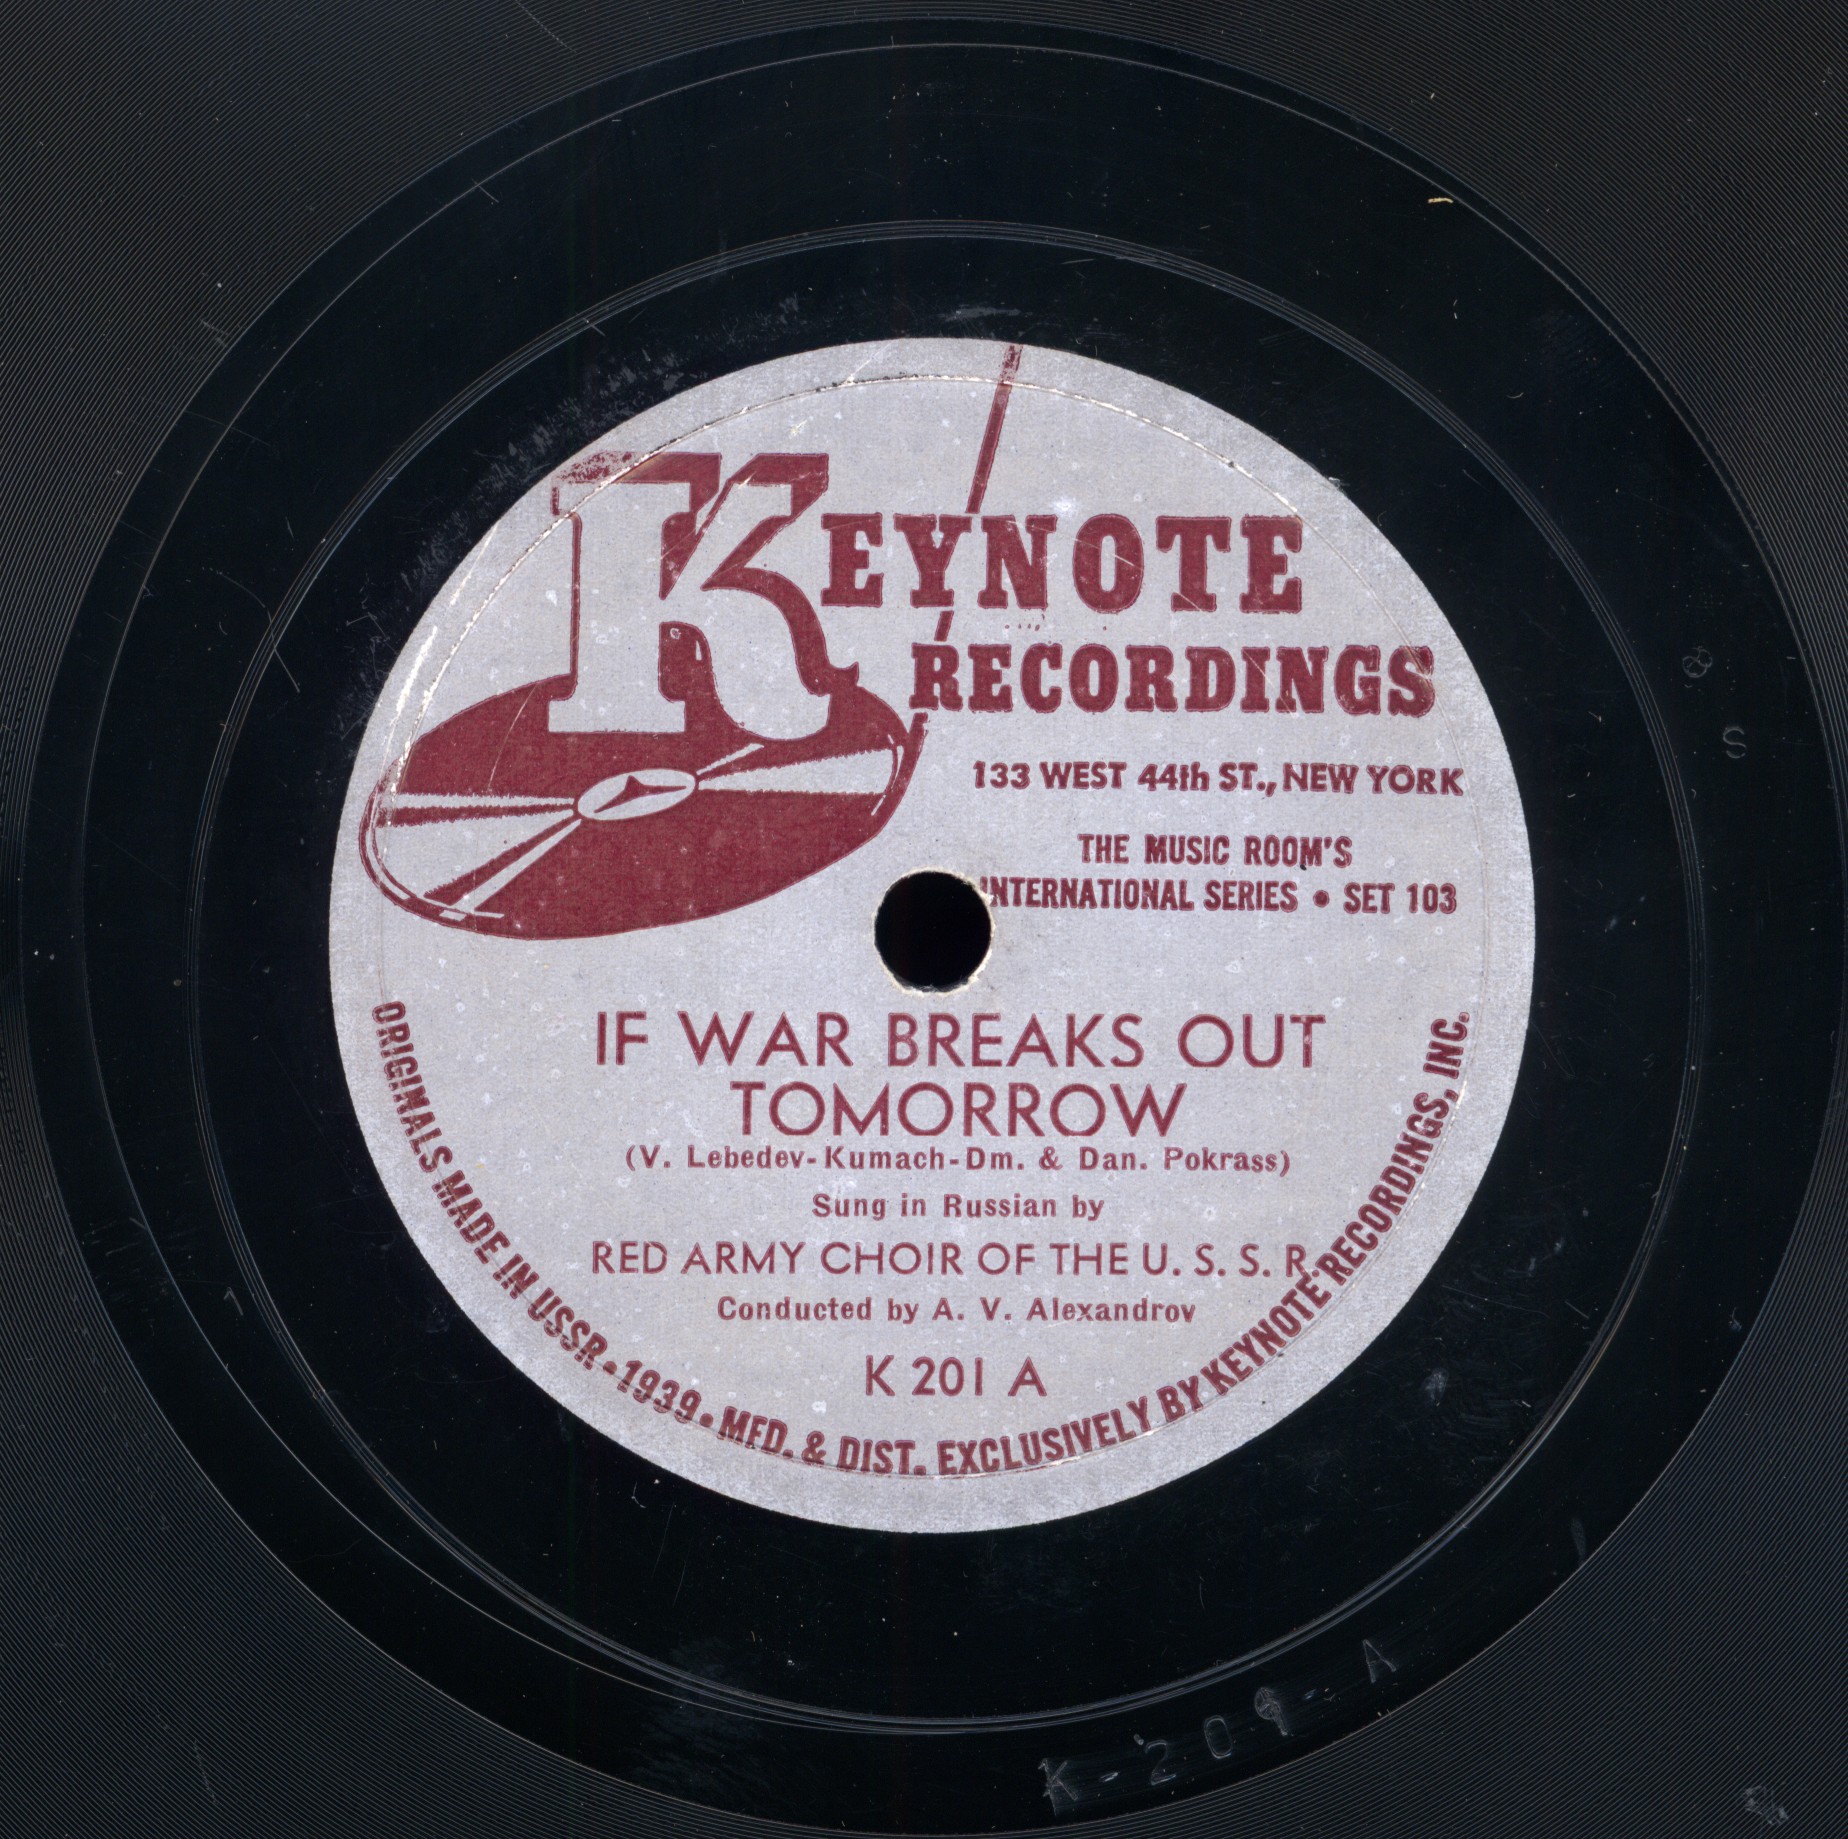 KEYNOTE
RECORDINGS
133 WEST 44th ST., NEW YORK
THE MUSIC ROOM'S
INTERNATIONAL SERIES • SET 103
IF WAR BREAKS OUT
TOMORROW
(V. Lebedev-Kumach-Dm. & Dan. Pokrass)
Sung in Russian by
RED ARMY CHOIR OF THE U. S. S. R.
Conducted by A. V. Alexandrov
K 201 A
ORIGINALS MADE IN USSR • 1939 • MFD. & DIST. EXCLUSIVELY BY KEYNOTE RECORDINGS, INC.
S